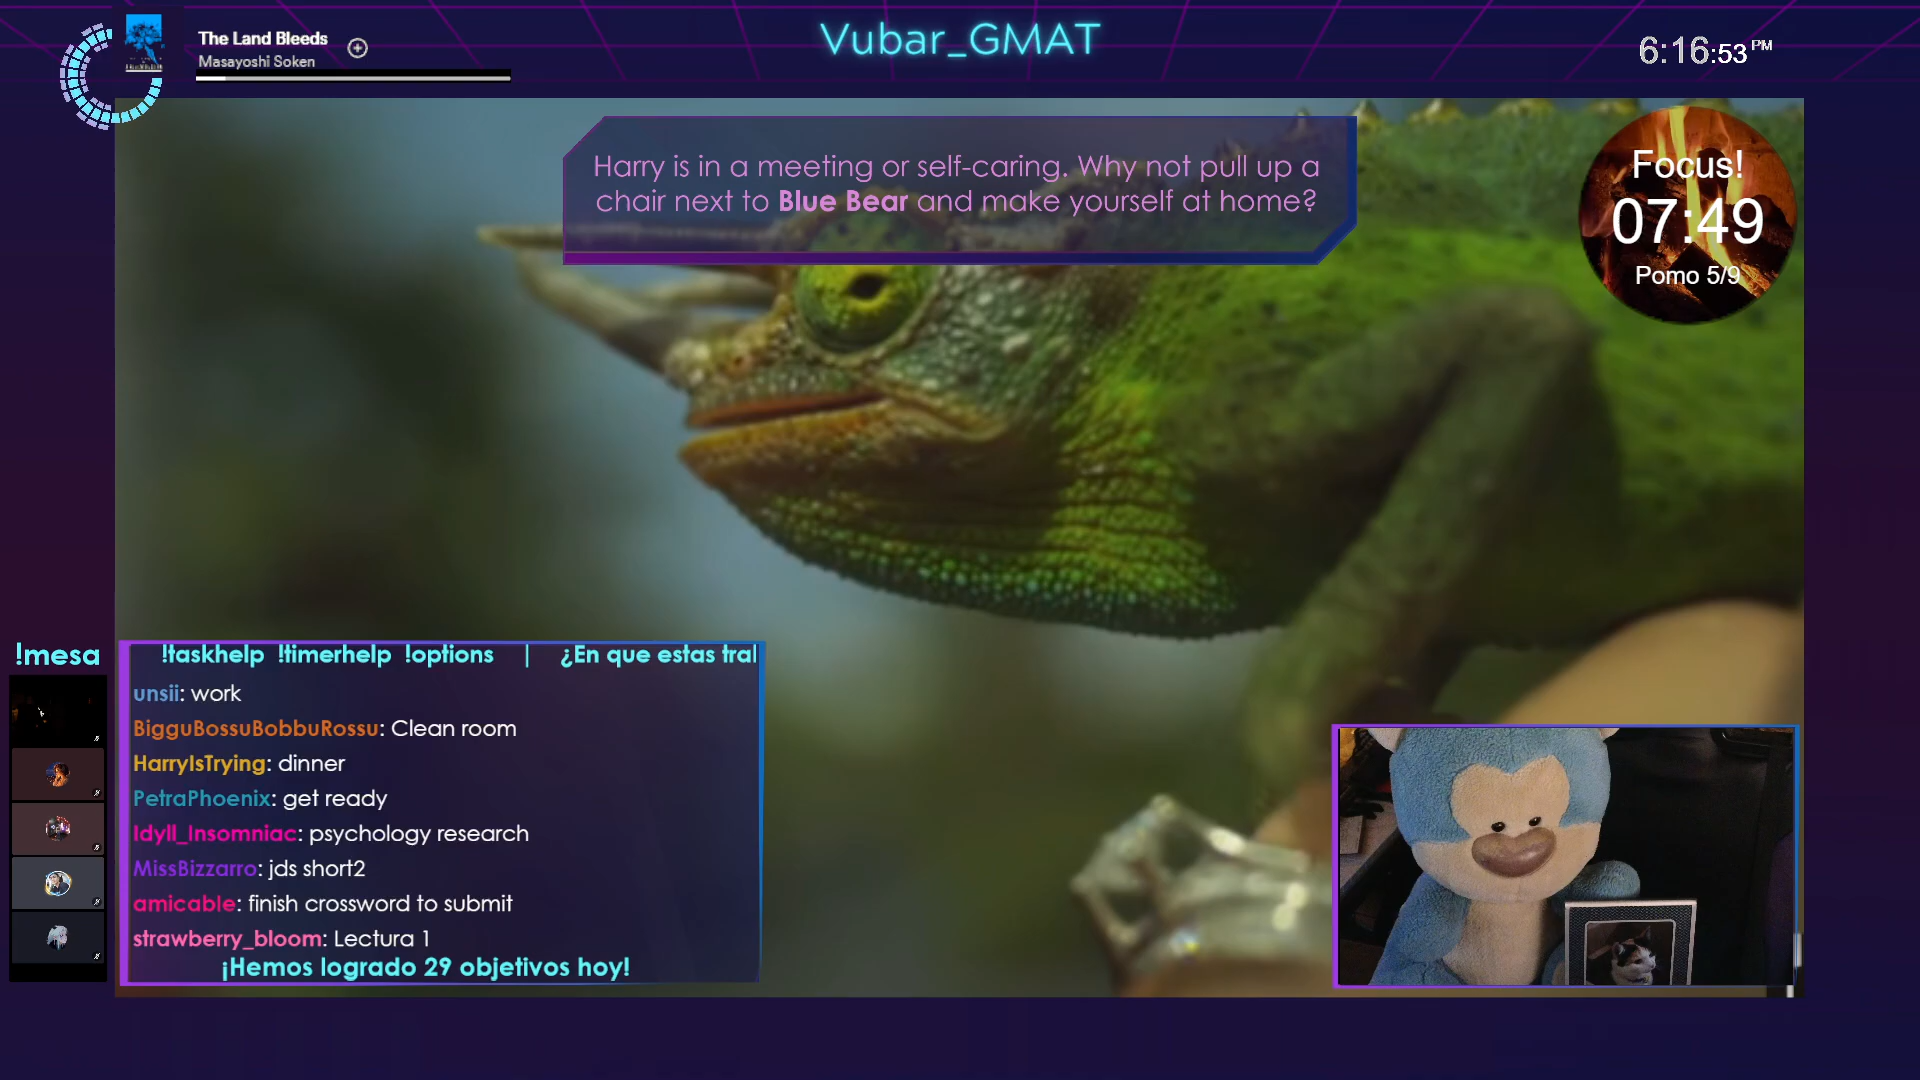 The Land Bleeds
Masayoshi Soken
Vubar_GMAT
6:16:53 PM
Harry is in a meeting or self-caring. Why not pull up a
chair next to Blue Bear and make yourself at home?
Focus!
07:49
Pomo 5/9
!mesa
!taskhelp !timerhelp !options | ¿En que estas tral
unsii: work
BigguBossuBobbuRossu: Clean room
HarryIsTrying: dinner
PetraPhoenix: get ready
Idyll_Insomniac: psychology research
MissBizzarro: jds short2
amicable: finish crossword to submit
strawberry_bloom: Lectura 1
¡Hemos logrado 29 objetivos hoy!